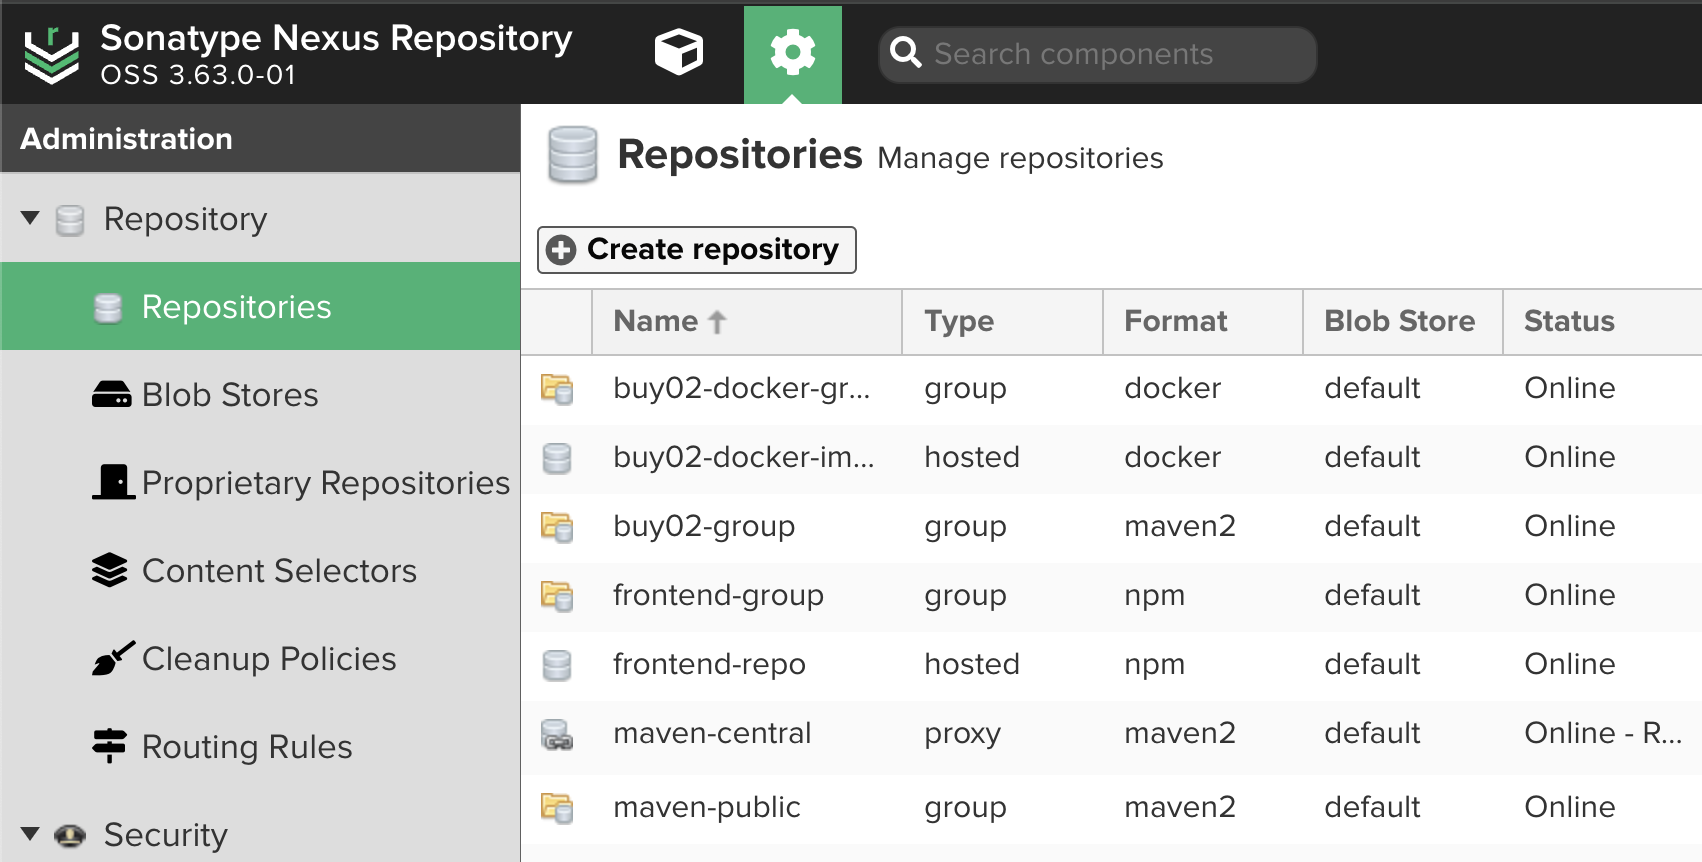 Sonatype Nexus Repository
OSS 3.63.0-01
Search components
Administration
Repository
Repositories
Blob Stores
Proprietary Repositories
Content Selectors
Cleanup Policies
Routing Rules
Security
Repositories Manage repositories
Create repository
Name Type Format Blob Store Status
buy02-docker-gr... group docker default Online
buy02-docker-im... hosted docker default Online
buy02-group group maven2 default Online
frontend-group group npm default Online
frontend-repo hosted npm default Online
maven-central proxy maven2 default Online - R...
maven-public group maven2 default Online